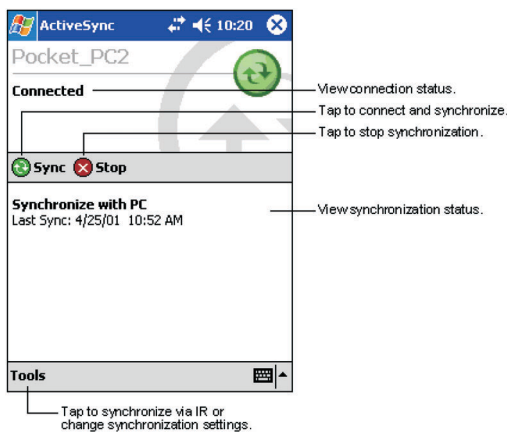 ActiveSync 10:20
Pocket_PC2
Connected
View connection status.
Tap to connect and synchronize.
Tap to stop synchronization.
Sync Stop
Synchronize with PC
Last Sync: 4/25/01 10:52 AM
View synchronization status.
Tools
Tap to synchronize via IR or
change synchronization settings.